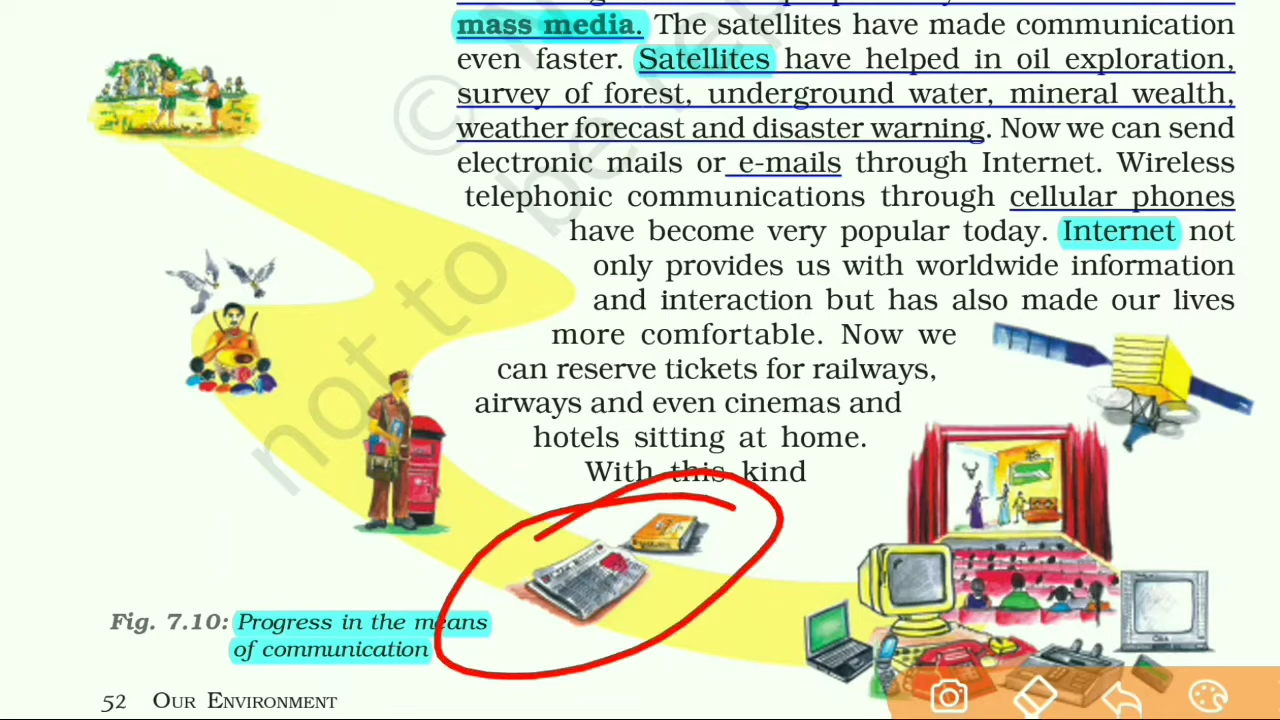 mass media. The satellites have made communication
even faster. Satellites have helped in oil exploration,
survey of forest, underground water, mineral wealth,
weather forecast and disaster warning. Now we can send
electronic mails or e-mails through Internet. Wireless
telephonic communications through cellular phones
have become very popular today. Internet not
only provides us with worldwide information
and interaction but has also made our lives
more comfortable. Now we
can reserve tickets for railways,
airways and even cinemas and
hotels sitting at home.
With this kind
Fig. 7.10: Progress in the means
of communication
52 OUR ENVIRONMENT
©
not to be